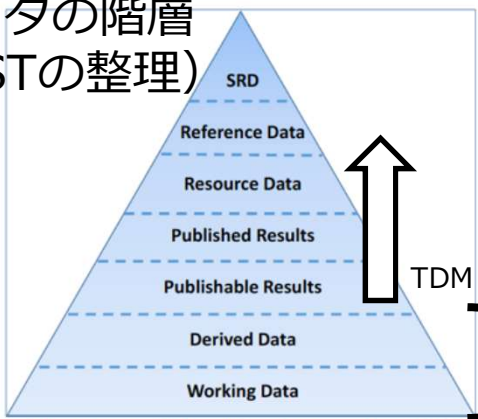 タの階層
STの整理）
SRD
Reference Data
Resource Data
Published Results
Publishable Results
TDM
Derived Data
Working Data